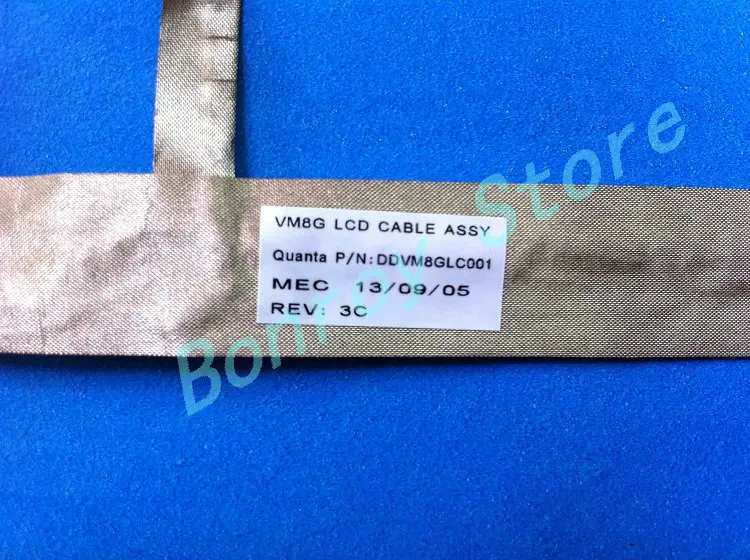 VM8G LCD CABLE ASSY
Quanta P/N:DDVM8GLC001
MEC 13/09/05
REV: 3C
Bonroy Store